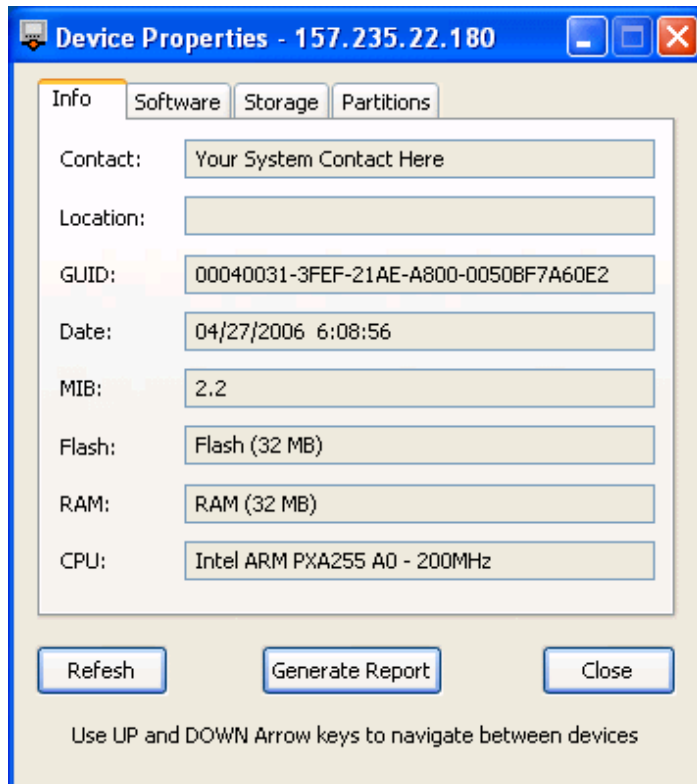 Device Properties - 157.235.22.180
Info Software Storage Partitions
Contact: Your System Contact Here
Location:
GUID: 00040031-3FEF-21AE-A800-0050BF7A60E2
Date: 04/27/2006 6:08:56
MIB: 2.2
Flash: Flash (32 MB)
RAM: RAM (32 MB)
CPU: Intel ARM PXA255 A0 - 200MHz
Refesh Generate Report Close
Use UP and DOWN Arrow keys to navigate between devices